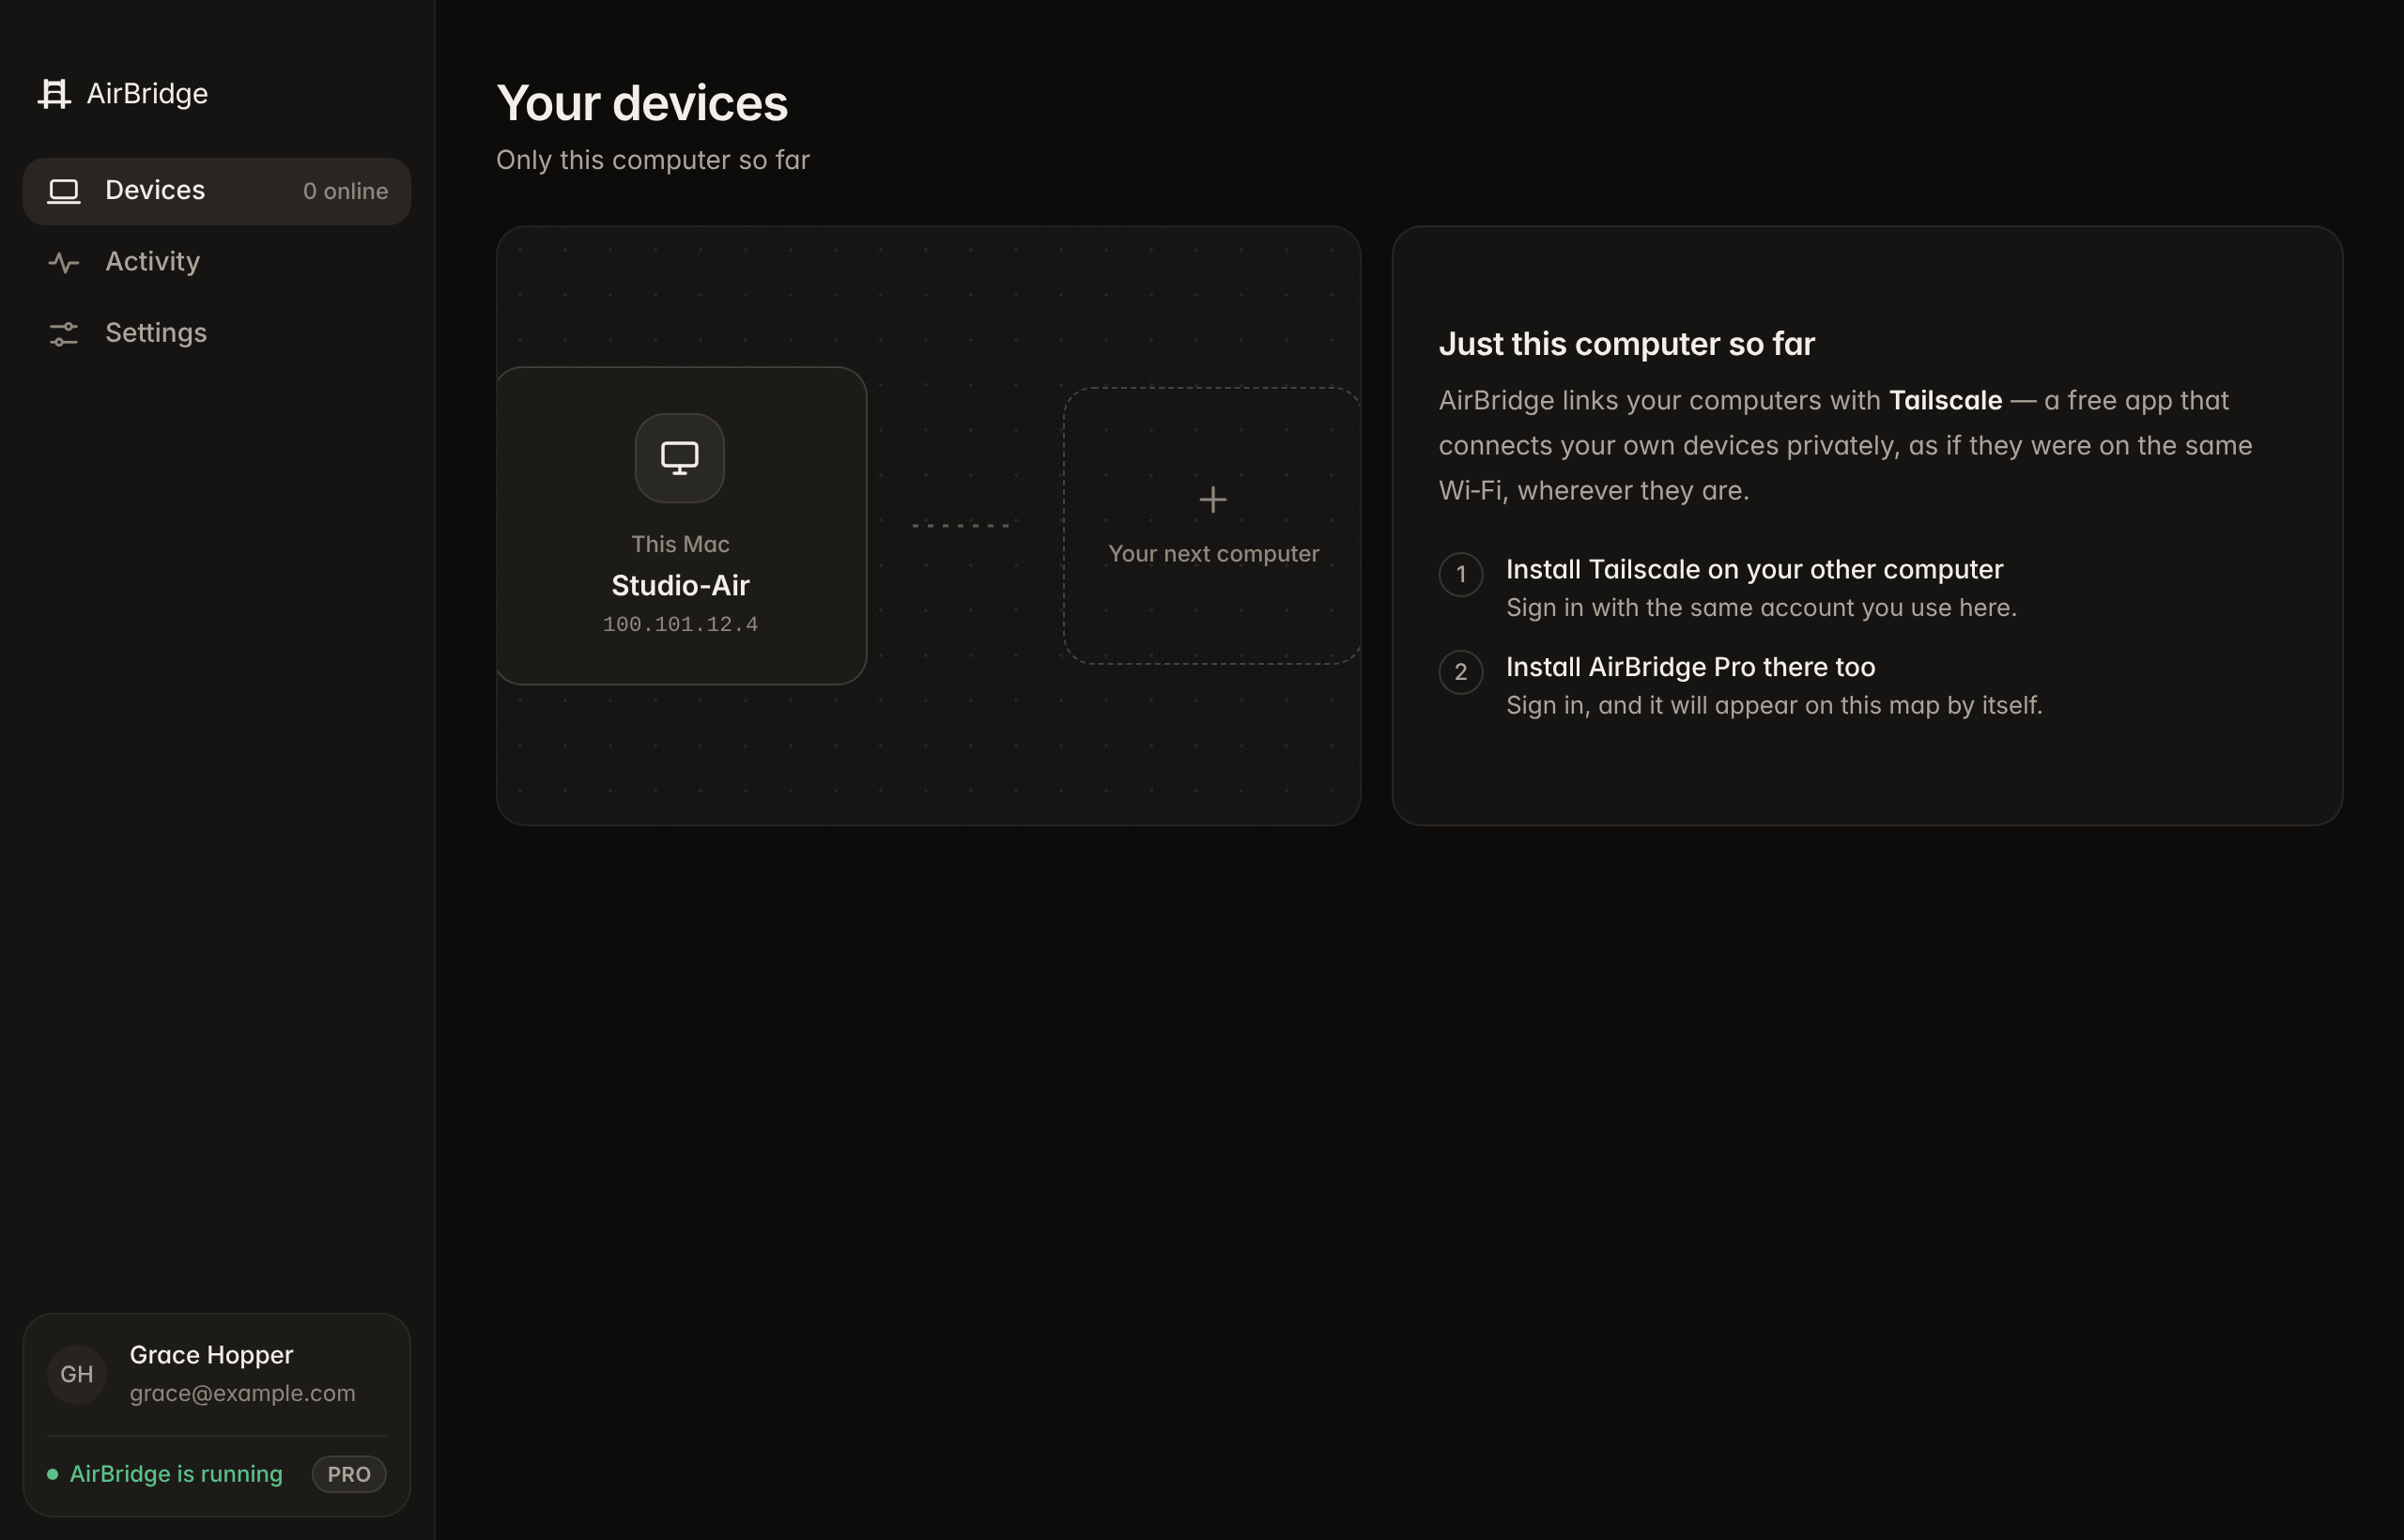 AirBridge
Devices
0 online
Activity
Settings
Grace Hopper
GH
grace@example.com
AirBridge is running
PRO
Your devices
Only this computer so far
This Mac
Studio-Air
100.101.12.4
Your next computer
Just this computer so far
AirBridge links your computers with Tailscale — a free app that
connects your own devices privately, as if they were on the same
Wi-Fi, wherever they are.
1
Install Tailscale on your other computer
Sign in with the same account you use here.
2
Install AirBridge Pro there too
Sign in, and it will appear on this map by itself.